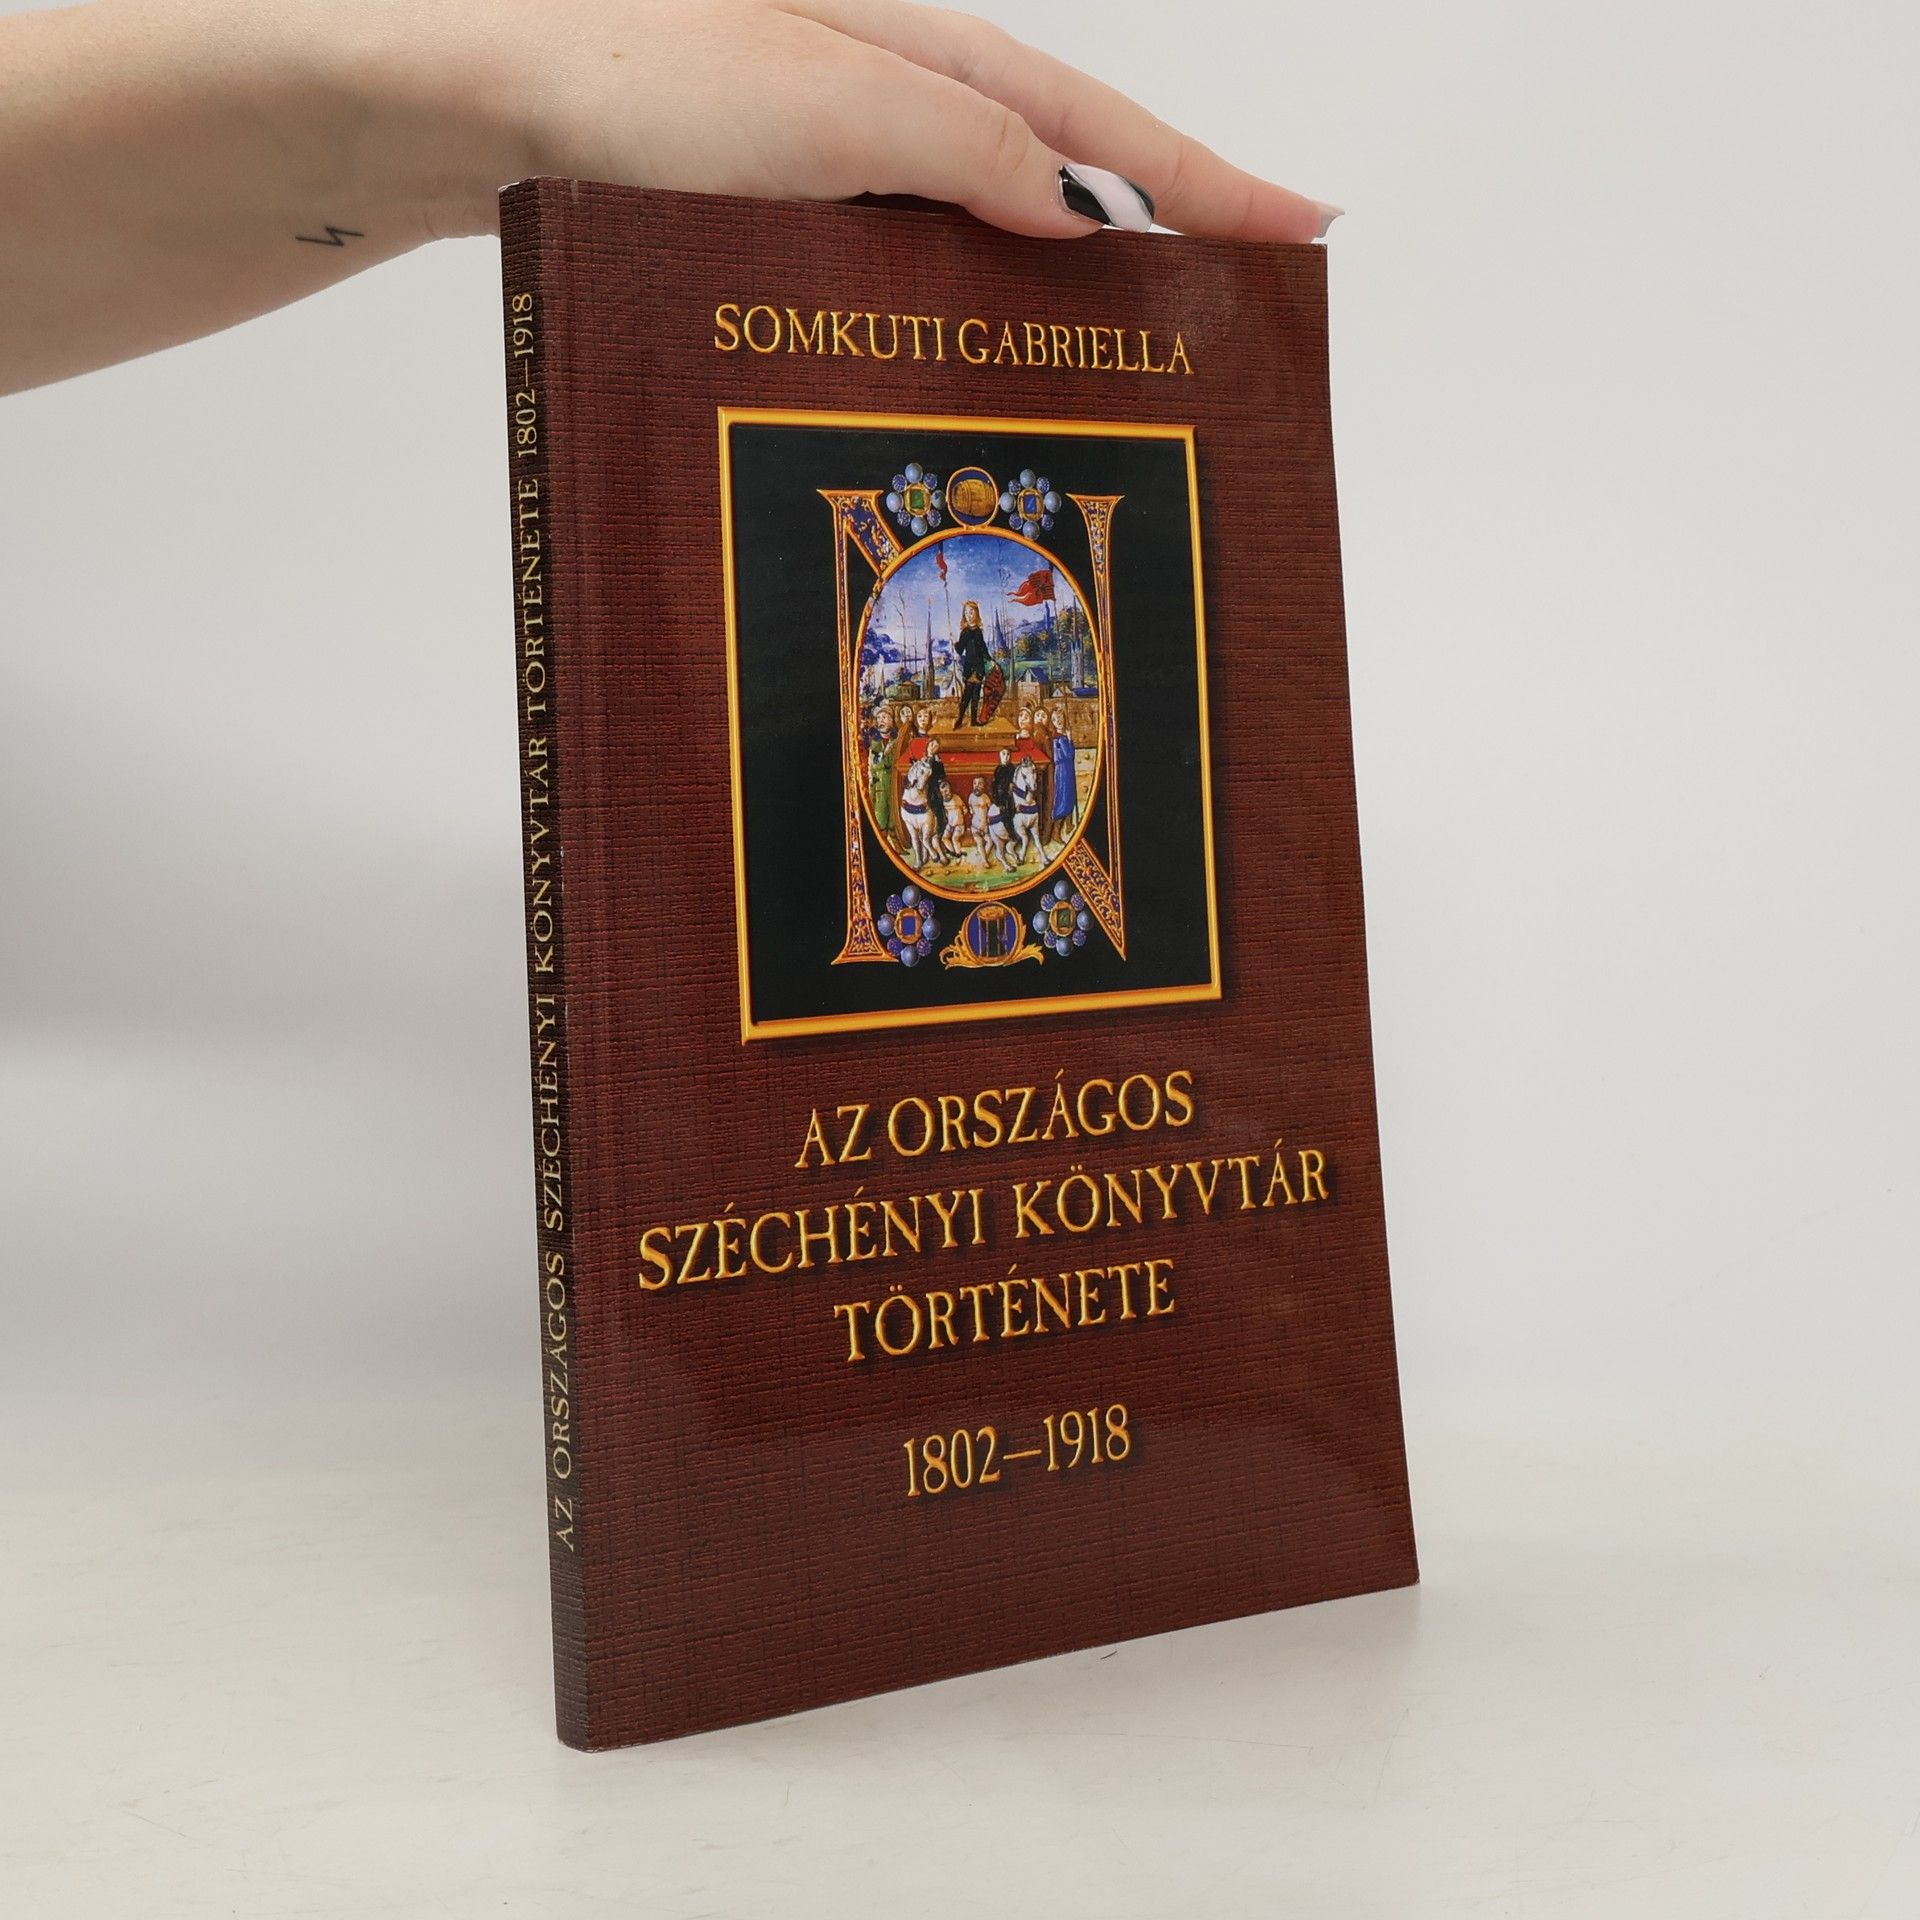 SOMKUTI GABRIELLA
AZ ORSZÁGOS
SZÉCHÉNYI KÖNYVTÁR
TÖRTÉNETE
1802—1918
AZ ORSZÁGOS SZÉCHÉNYI KÖNYVTÁR TÖRTÉNETE 1802—1918